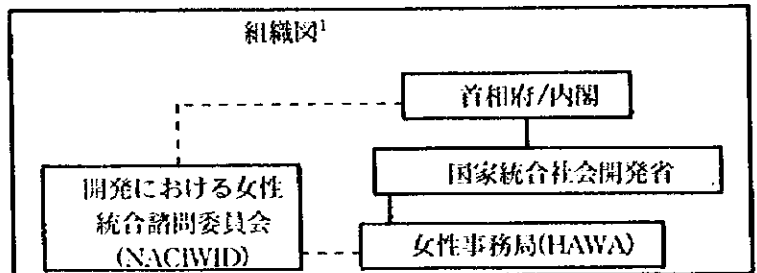 組織図1
首相府/内閣
国家統合社会開発省
開発における女性
統合諮問委員会
(NACIWID)
女性事務局(HAWA)